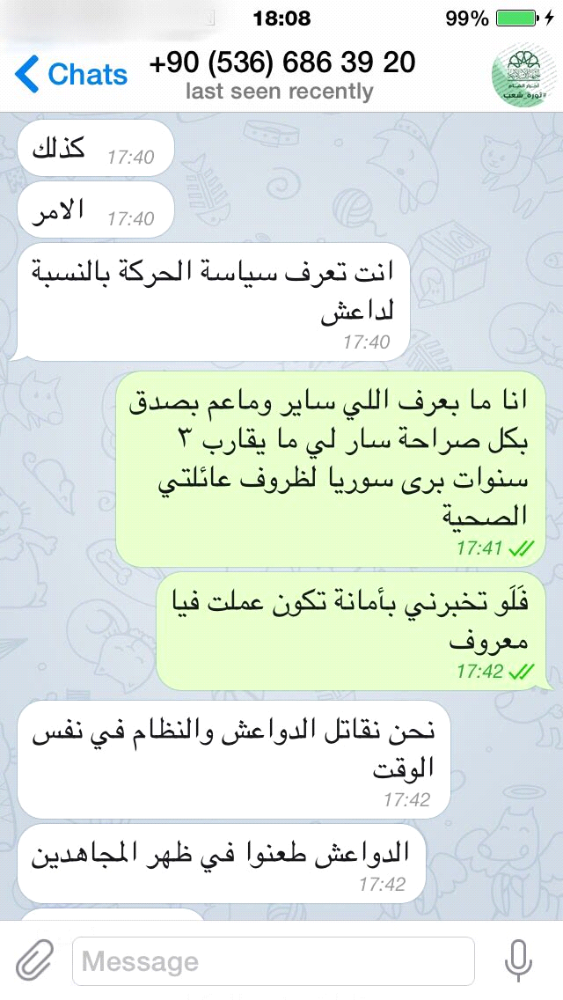 18:08
99%
Chats
+90 (536) 686 39 20
last seen recently
#ثورة_شعب
كذلك
17:40
الامر
17:40
انت تعرف سياسة الحركة بالنسبة
لداعش
17:40
انا ما بعرف اللي ساير وماعم بصدق
بكل صراحة سار لي ما يقارب ٣
سنوات برى سوريا لظروف عائلتي
الصحية
17:41
فَلَو تخبرني بأمانة تكون عملت فيا
معروف
17:42
نحن نقاتل الدواعش والنظام في نفس
الوقت
17:42
الدواعش طعنوا في ظهر المجاهدين
17:42
Message